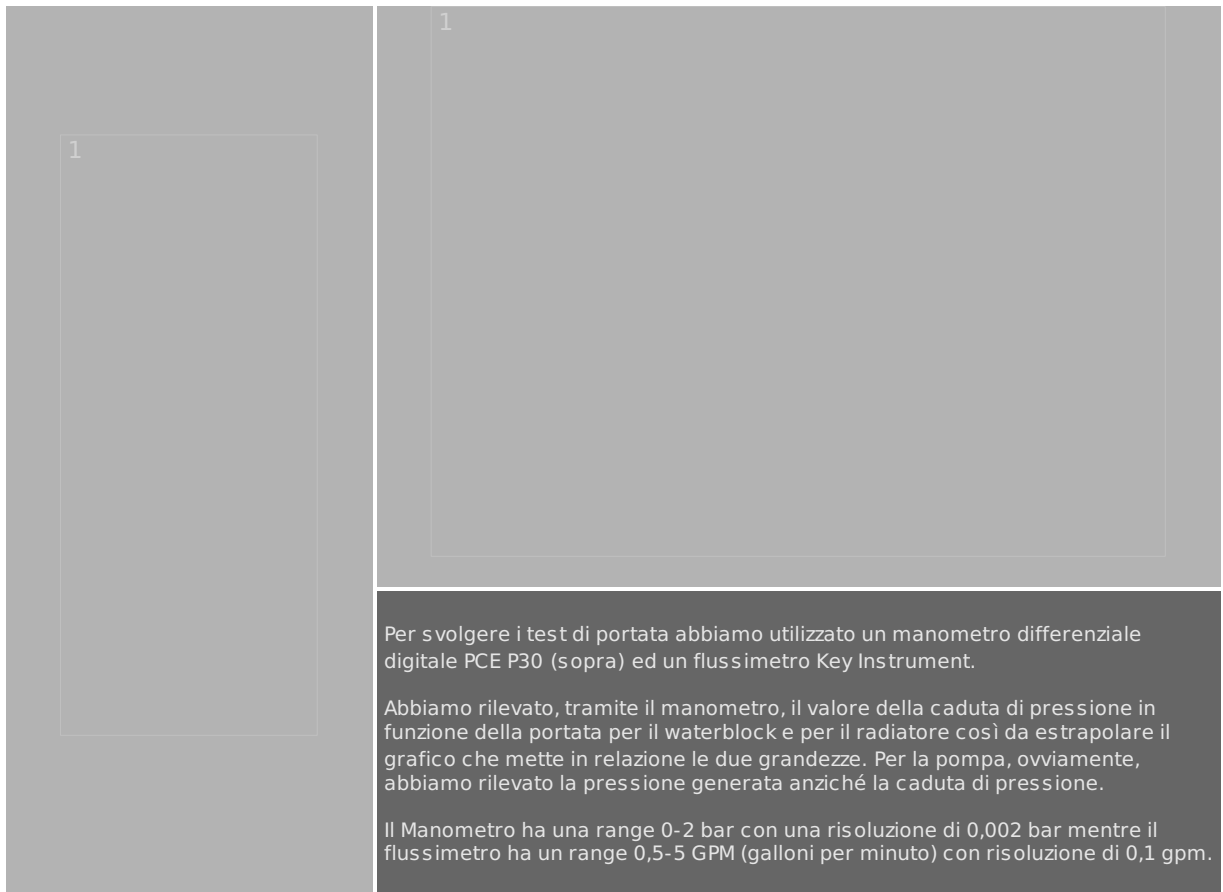 1
1
Per svolgere i test di portata abbiamo utilizzato un manometro differenziale
digitale PCE P30 (sopra) ed un flussimetro Key Instrument.
Abbiamo rilevato, tramite il manometro, il valore della caduta di pressione in
funzione della portata per il waterblock e per il radiatore così da estrapolare il
grafico che mette in relazione le due grandezze. Per la pompa, ovviamente,
abbiamo rilevato la pressione generata anziché la caduta di pressione.
Il Manometro ha una range 0-2 bar con una risoluzione di 0,002 bar mentre il
flussimetro ha un range 0,5-5 GPM (galloni per minuto) con risoluzione di 0,1 gpm.